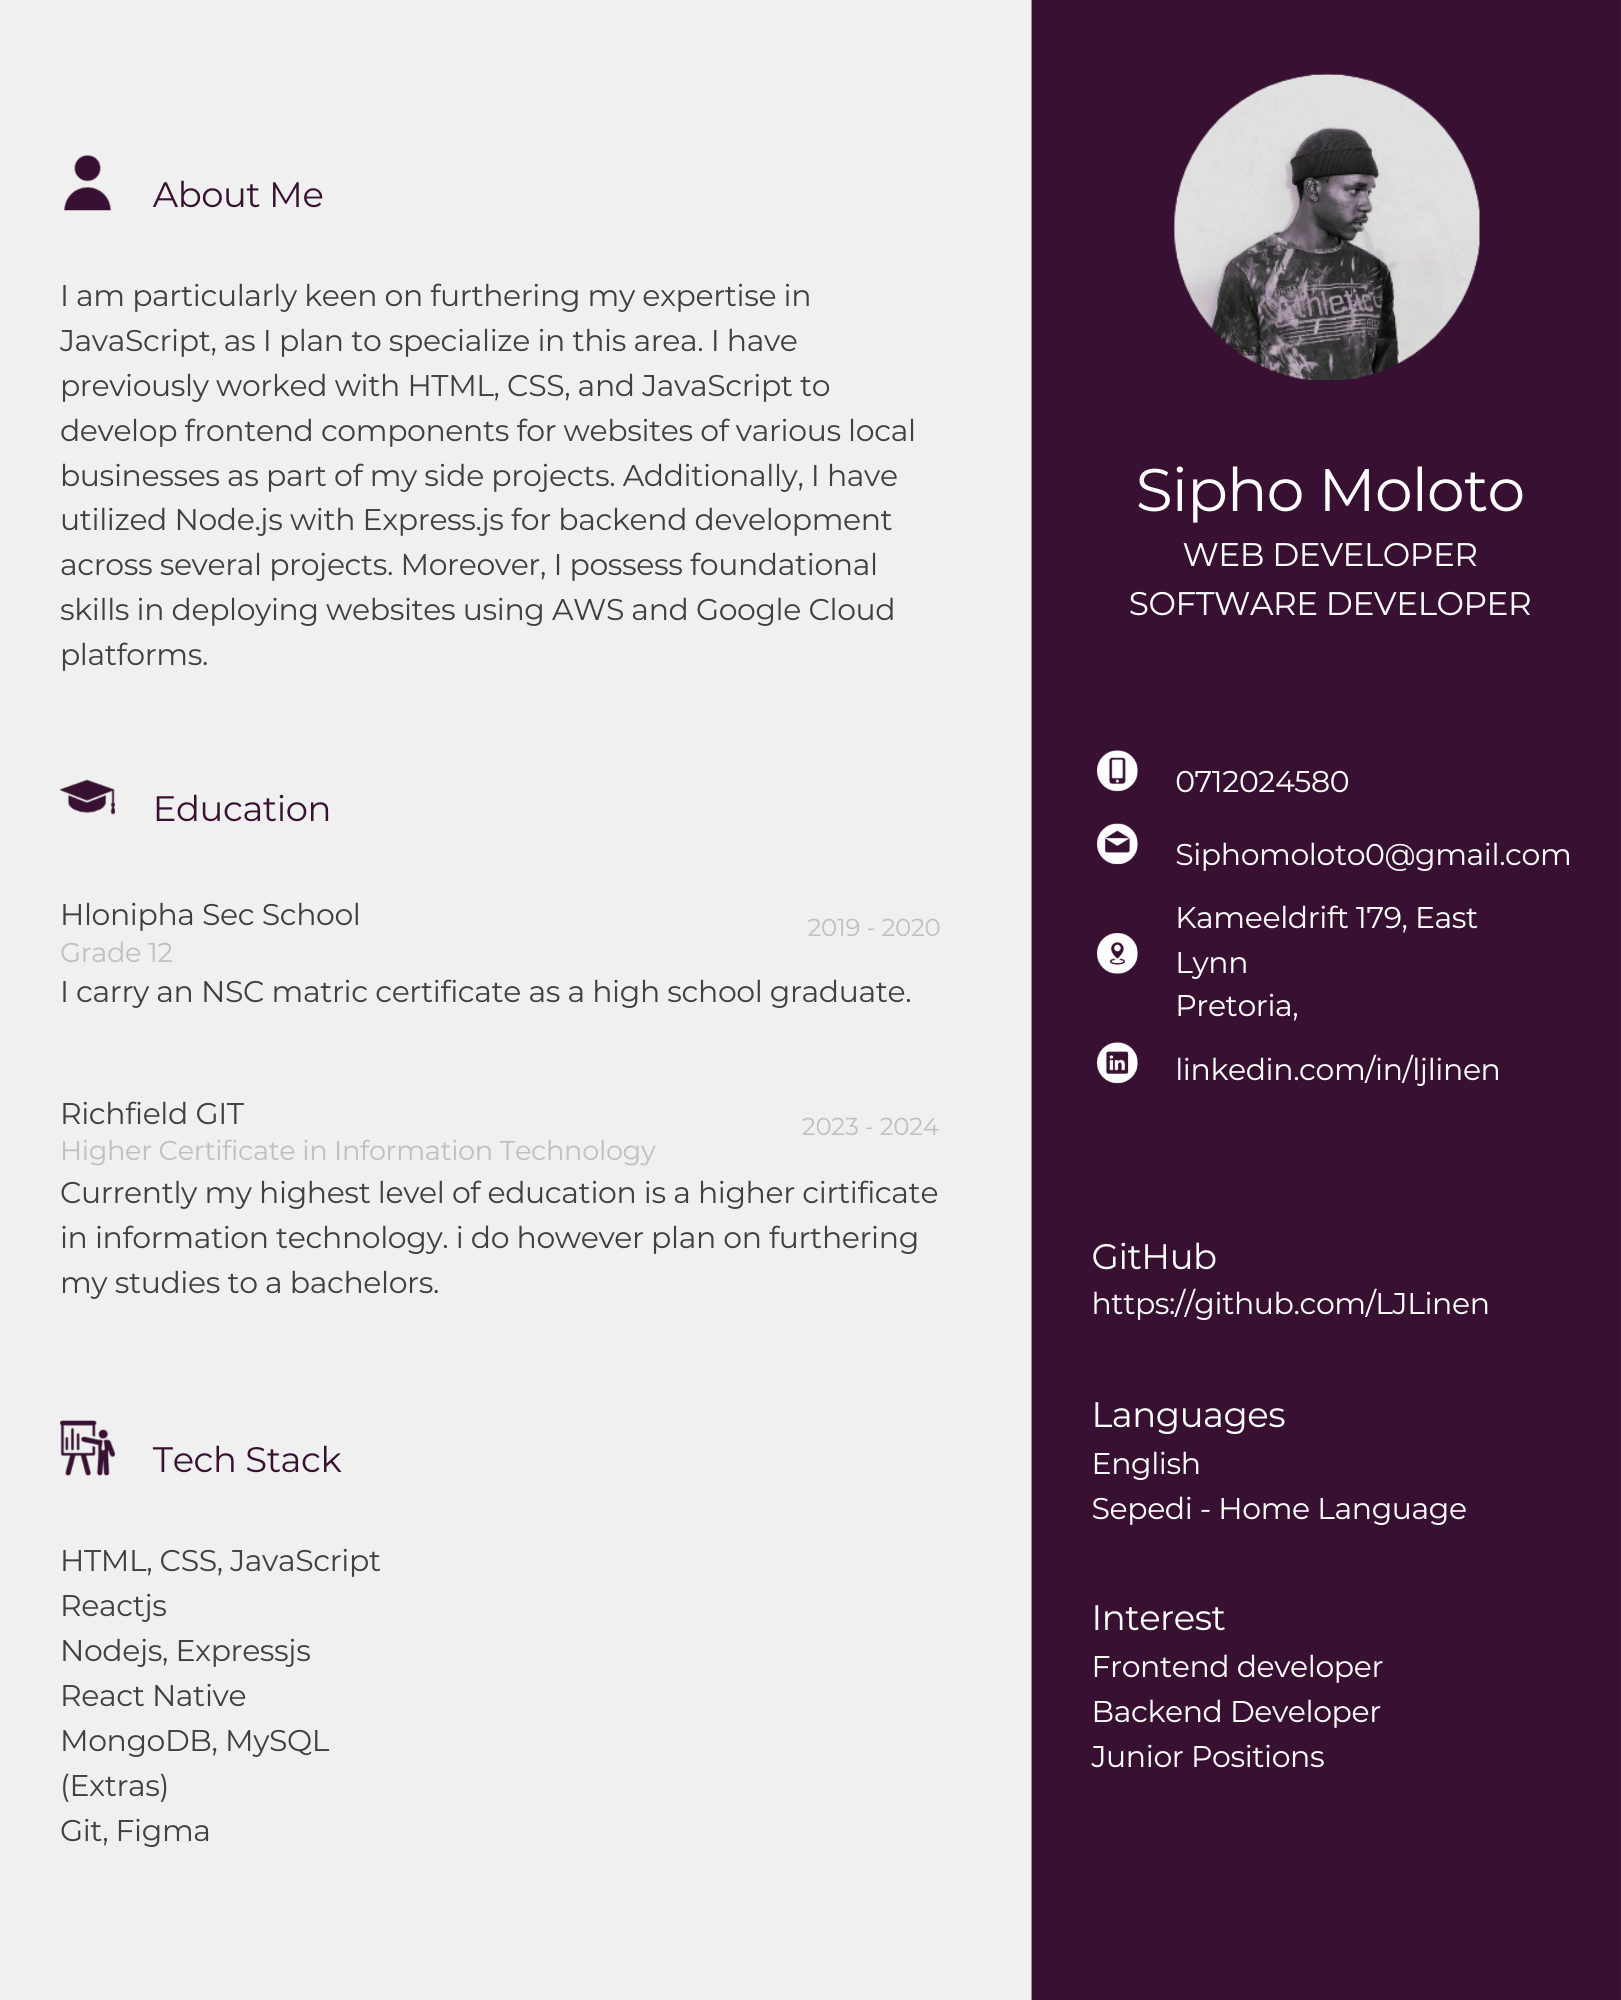 About Me
I am particularly keen on furthering my expertise in
JavaScript, as I plan to specialize in this area. I have
previously worked with HTML, CSS, and JavaScript to
develop frontend components for websites of various local
businesses as part of my side projects. Additionally, I have
utilized Node.js with Express.js for backend development
across several projects. Moreover, I possess foundational
skills in deploying websites using AWS and Google Cloud
platforms.
Education
Hlonipha Sec School
2019 - 2020
Grade 12
I carry an NSC matric certificate as a high school graduate.
Richfield GIT
2023 - 2024
Higher Certificate in Information Technology
Currently my highest level of education is a higher cirtificate
in information technology. i do however plan on furthering
my studies to a bachelors.
Tech Stack
HTML, CSS, JavaScript
Reactjs
Nodejs, Expressjs
React Native
MongoDB, MySQL
(Extras)
Git, Figma
Athletic
Sipho Moloto
WEB DEVELOPER
SOFTWARE DEVELOPER
0712024580
Siphomoloto0@gmail.com
Kameeldrift 179, East
Lynn
Pretoria,
in
linkedin.com/in/ljlinen
GitHub
https://github.com/LJLinen
Languages
English
Sepedi - Home Language
Interest
Frontend developer
Backend Developer
Junior Positions